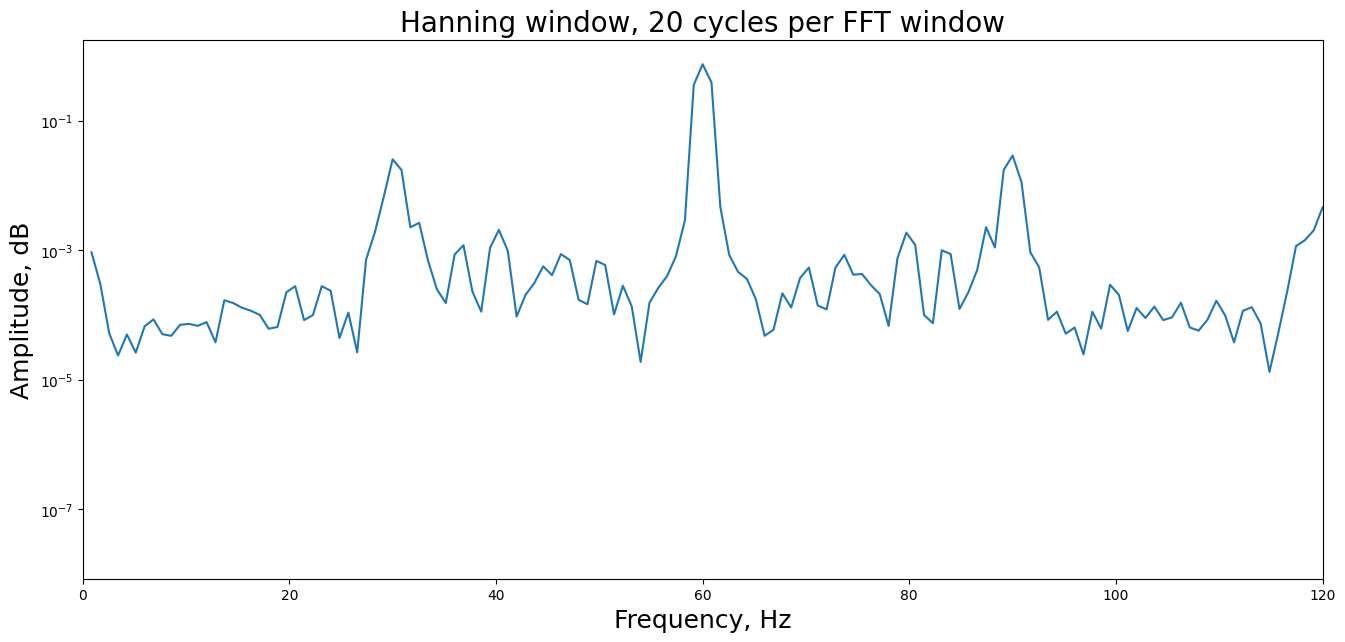 Hanning window, 20 cycles per FFT window
Amplitude, dB
10⁻¹
10⁻³
10⁻⁵
10⁻⁷
0 20 40 60 80 100 120
Frequency, Hz